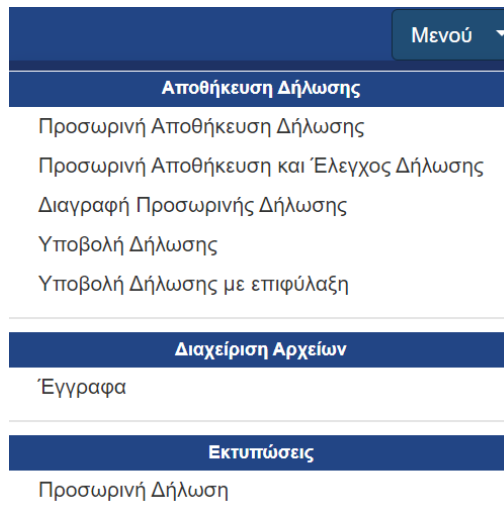 Μενού
Αποθήκευση Δήλωσης
Προσωρινή Αποθήκευση Δήλωσης
Προσωρινή Αποθήκευση και Έλεγχος Δήλωσης
Διαγραφή Προσωρινής Δήλωσης
Υποβολή Δήλωσης
Υποβολή Δήλωσης με επιφύλαξη
Διαχείριση Αρχείων
Έγγραφα
Εκτυπώσεις
Προσωρινή Δήλωση